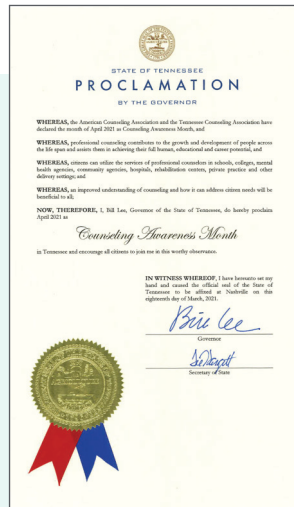 STATE OF TENNESSEE
PROCLAMATION
BY THE GOVERNOR
WHEREAS, the American Counseling Association and the Tennessee Counseling Association have
declared the month of April 2021 as Counseling Awareness Month, and
WHEREAS, professional counseling contributes to the growth and development of people across
the life span and assists them in achieving their full human, educational and career potential, and
WHEREAS, citizens can utilize the services of professional counselors in schools, colleges, mental
health agencies, community agencies, hospitals, rehabilitation centers, private practice and other
delivery settings; and
WHEREAS, an improved understanding of counseling and how it can address citizen needs will be
beneficial to all;
NOW, THEREFORE, I, Bill Lee, Governor of the State of Tennessee, do hereby proclaim
April 2021 as
Counseling Awareness Month
in Tennessee and encourage all citizens to join me in this worthy observance.
IN WITNESS WHEREOF, I have hereunto set my
hand and caused the official seal of the State of
Tennessee to be affixed at Nashville on this
eighteenth day of March, 2021.
Bill Lee
Governor
Secretary of State